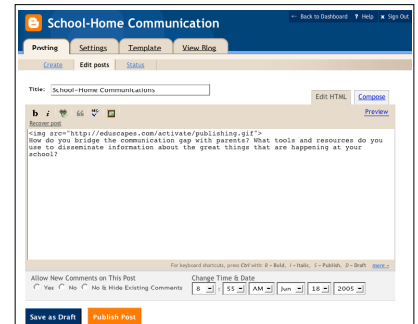 School-Home Communication
← Back to Dashboard ? Help × Sign Out
Posting Settings Template View Blog
Create Edit posts Status
Title: School-Home Communications
Edit HTML Compose
b i ABC Preview
Recover post
<img src="http://eduscapes.com/activate/publishing.gif">
How do you bridge the communication gap with parents? What tools and resources do you
use to disseminate information about the great things that are happening at your
school?
For keyboard shortcuts, press Ctrl with: B = Bold, I = Italic, S = Publish, D = Draft more »
Allow New Comments on This Post Change Time & Date
Yes No No & Hide Existing Comments 8 : 55 AM Jun 18 2005
Save as Draft Publish Post